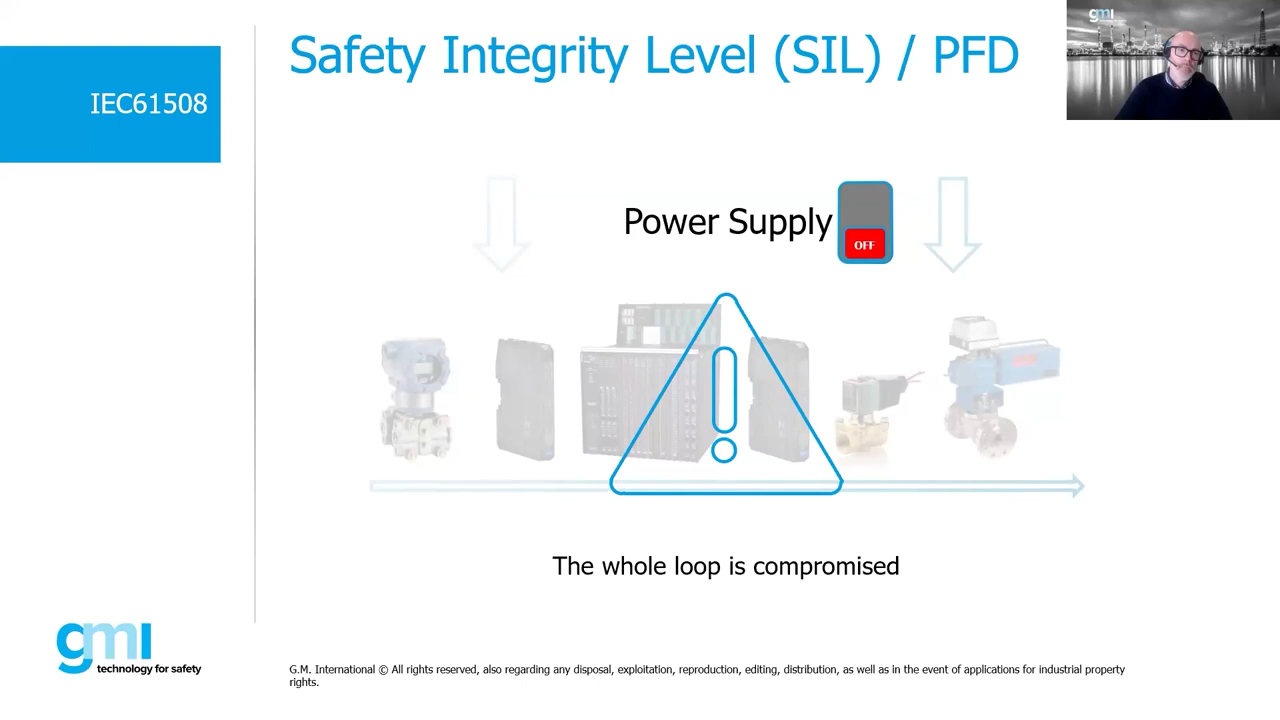 Safety Integrity Level (SIL) / PFD
gmi
IEC61508
Power Supply
OFF
The whole loop is compromised
gmi
technology for safety
G.M. International © All rights reserved, also regarding any disposal, exploitation, reproduction, editing, distribution, as well as in the event of applications for industrial property
rights.